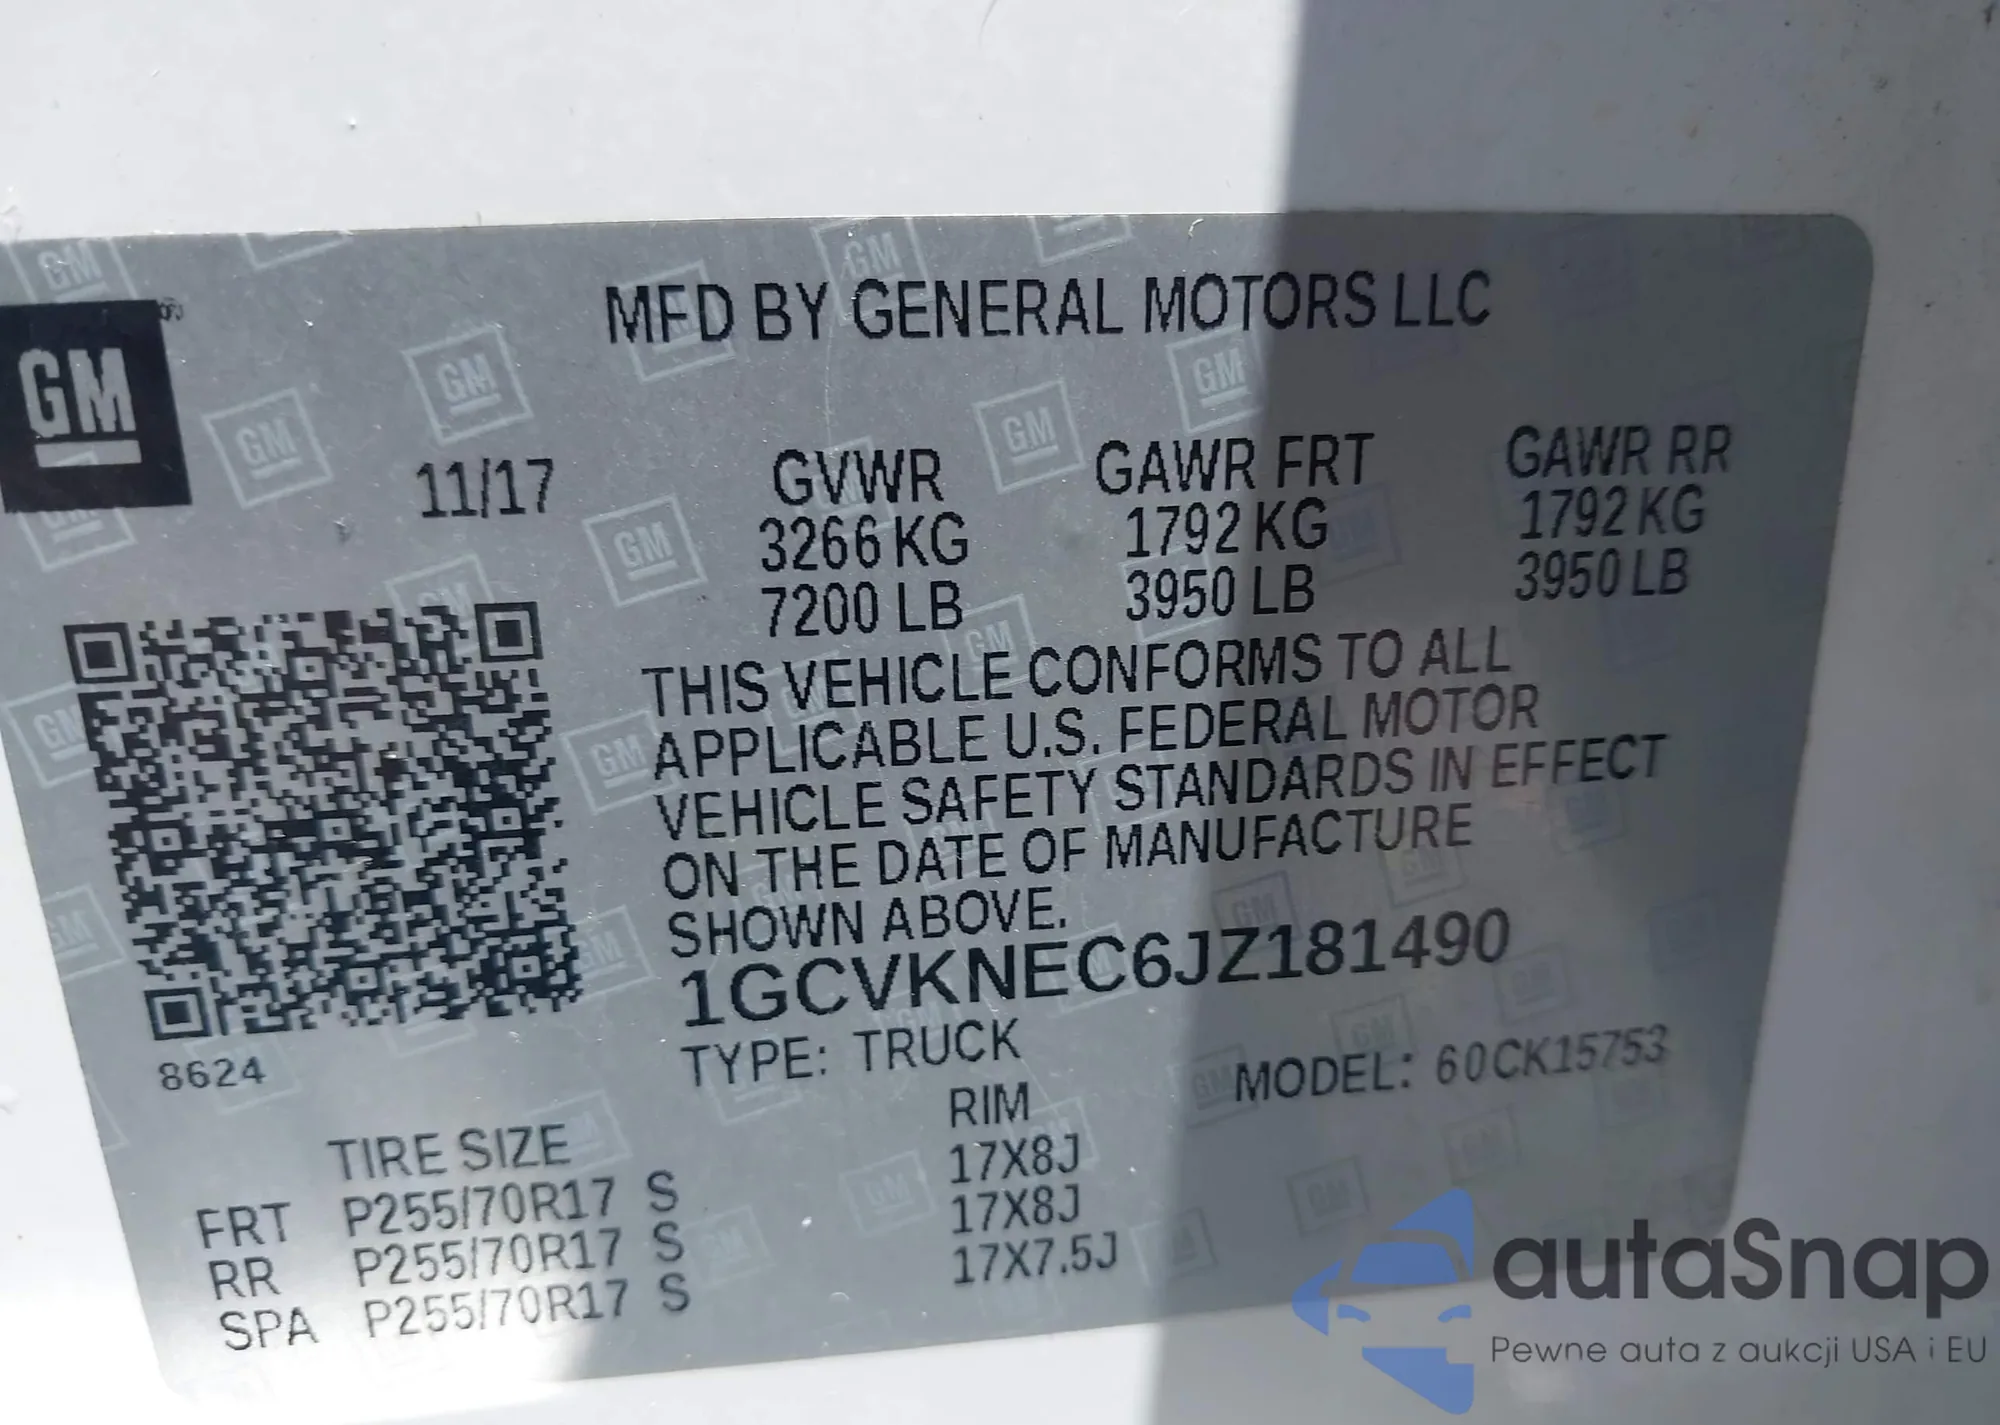 MFD BY GENERAL MOTORS LLC
GM
11/17
GVWR GAWR FRT GAWR RR
3266 KG 1792 KG 1792 KG
7200 LB 3950 LB 3950 LB
THIS VEHICLE CONFORMS TO ALL
APPLICABLE U.S. FEDERAL MOTOR
VEHICLE SAFETY STANDARDS IN EFFECT
ON THE DATE OF MANUFACTURE
SHOWN ABOVE.
1GCVKNEC6JZ181490
8624
TYPE: TRUCK MODEL: 60CK15753
TIRE SIZE RIM
FRT P255/70R17 S 17X8J
RR P255/70R17 S 17X8J
SPA P255/70R17 S 17X7.5J
autaSnap
Pewne auta z aukcji USA i EU